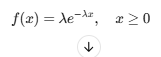 f(x) = λe^{-λx}, x ≥ 0